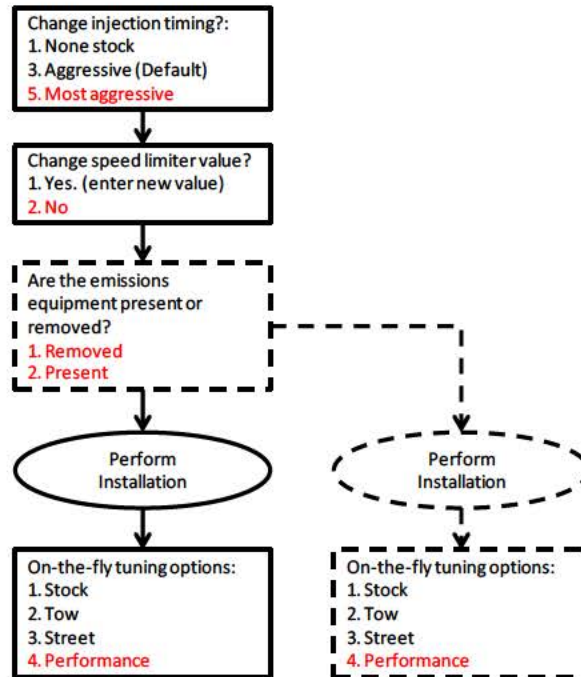 Change injection timing?:
1. None stock
3. Aggressive (Default)
5. Most aggressive
Change speed limiter value?
1. Yes. (enter new value)
2. No
Are the emissions
equipment present or
removed?
1. Removed
2. Present
Perform
Installation
Perform
Installation
On-the-fly tuning options:
1. Stock
2. Tow
3. Street
4. Performance
On-the-fly tuning options:
1. Stock
2. Tow
3. Street
4. Performance